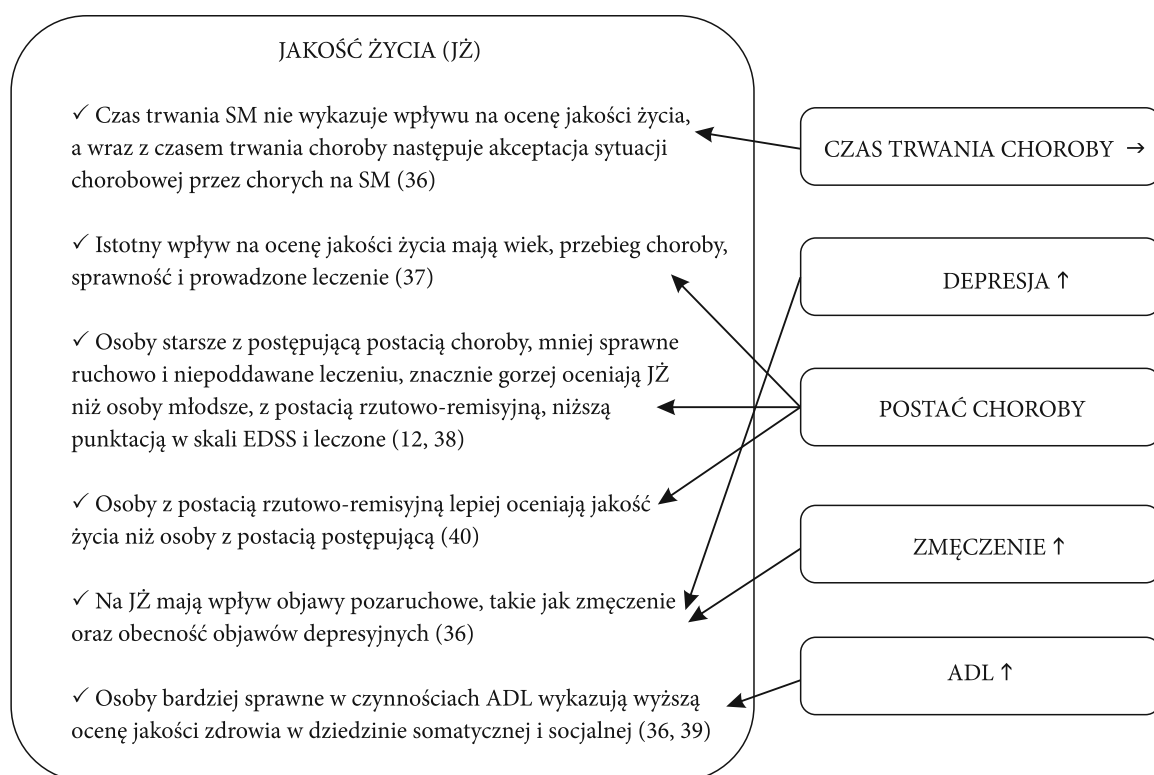 JAKOŚĆ ŻYCIA (JŻ)
✓ Czas trwania SM nie wykazuje wpływu na ocenę jakości życia,
a wraz z czasem trwania choroby następuje akceptacja sytuacji
chorobowej przez chorych na SM (36)
✓ Istotny wpływ na ocenę jakości życia mają wiek, przebieg choroby,
sprawność i prowadzone leczenie (37)
✓ Osoby starsze z postępującą postacią choroby, mniej sprawne
ruchowo i niepoddawane leczeniu, znacznie gorzej oceniają JŻ
niż osoby młodsze, z postacią rzutowo-remisyjną, niższą
punktacją w skali EDSS i leczone (12, 38)
✓ Osoby z postacią rzutowo-remisyjną lepiej oceniają jakość
życia niż osoby z postacią postępującą (40)
✓ Na JŻ mają wpływ objawy pozaruchowe, takie jak zmęczenie
oraz obecność objawów depresyjnych (36)
✓ Osoby bardziej sprawne w czynnościach ADL wykazują wyższą
ocenę jakości zdrowia w dziedzinie somatycznej i socjalnej (36, 39)
CZAS TRWANIA CHOROBY →
DEPRESJA ↑
POSTAĆ CHOROBY
ZMĘCZENIE ↑
ADL ↑